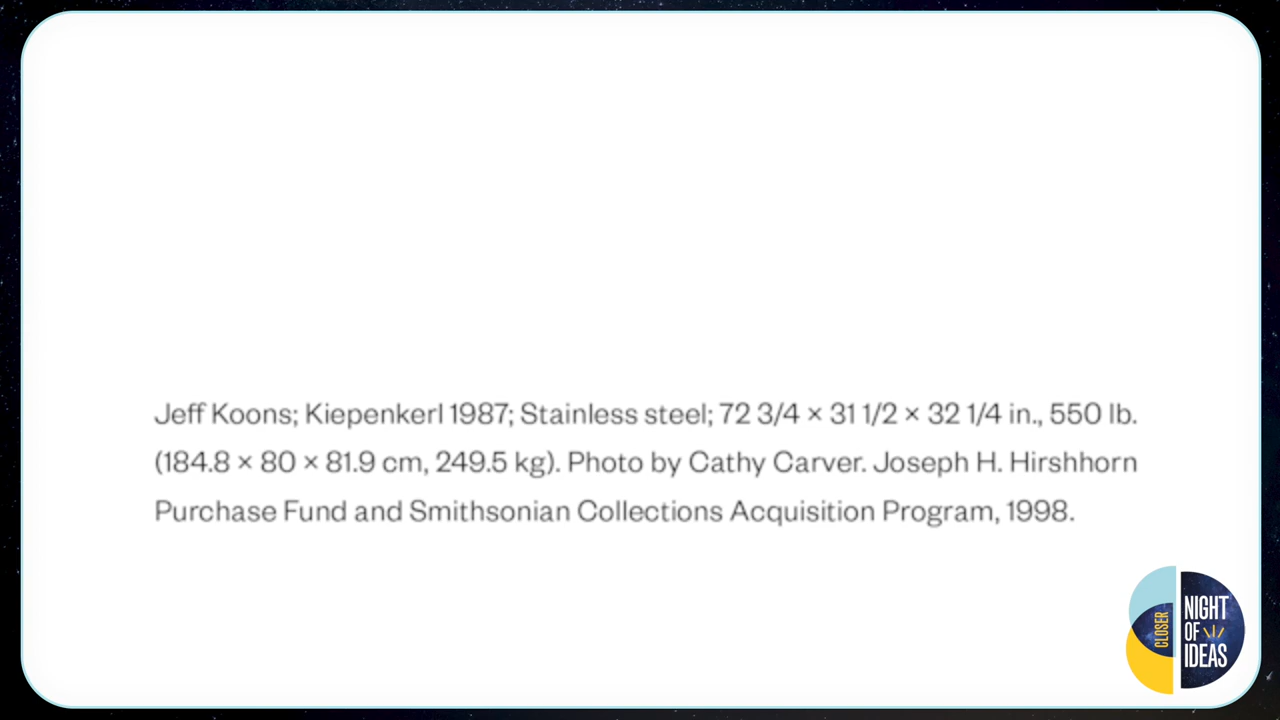 Jeff Koons; Kiepenkerl 1987; Stainless steel; 72 3/4 × 31 1/2 × 32 1/4 in., 550 lb.
(184.8 × 80 × 81.9 cm, 249.5 kg). Photo by Cathy Carver. Joseph H. Hirshhorn
Purchase Fund and Smithsonian Collections Acquisition Program, 1998.
CLOSER
NIGHT
OF
IDEAS